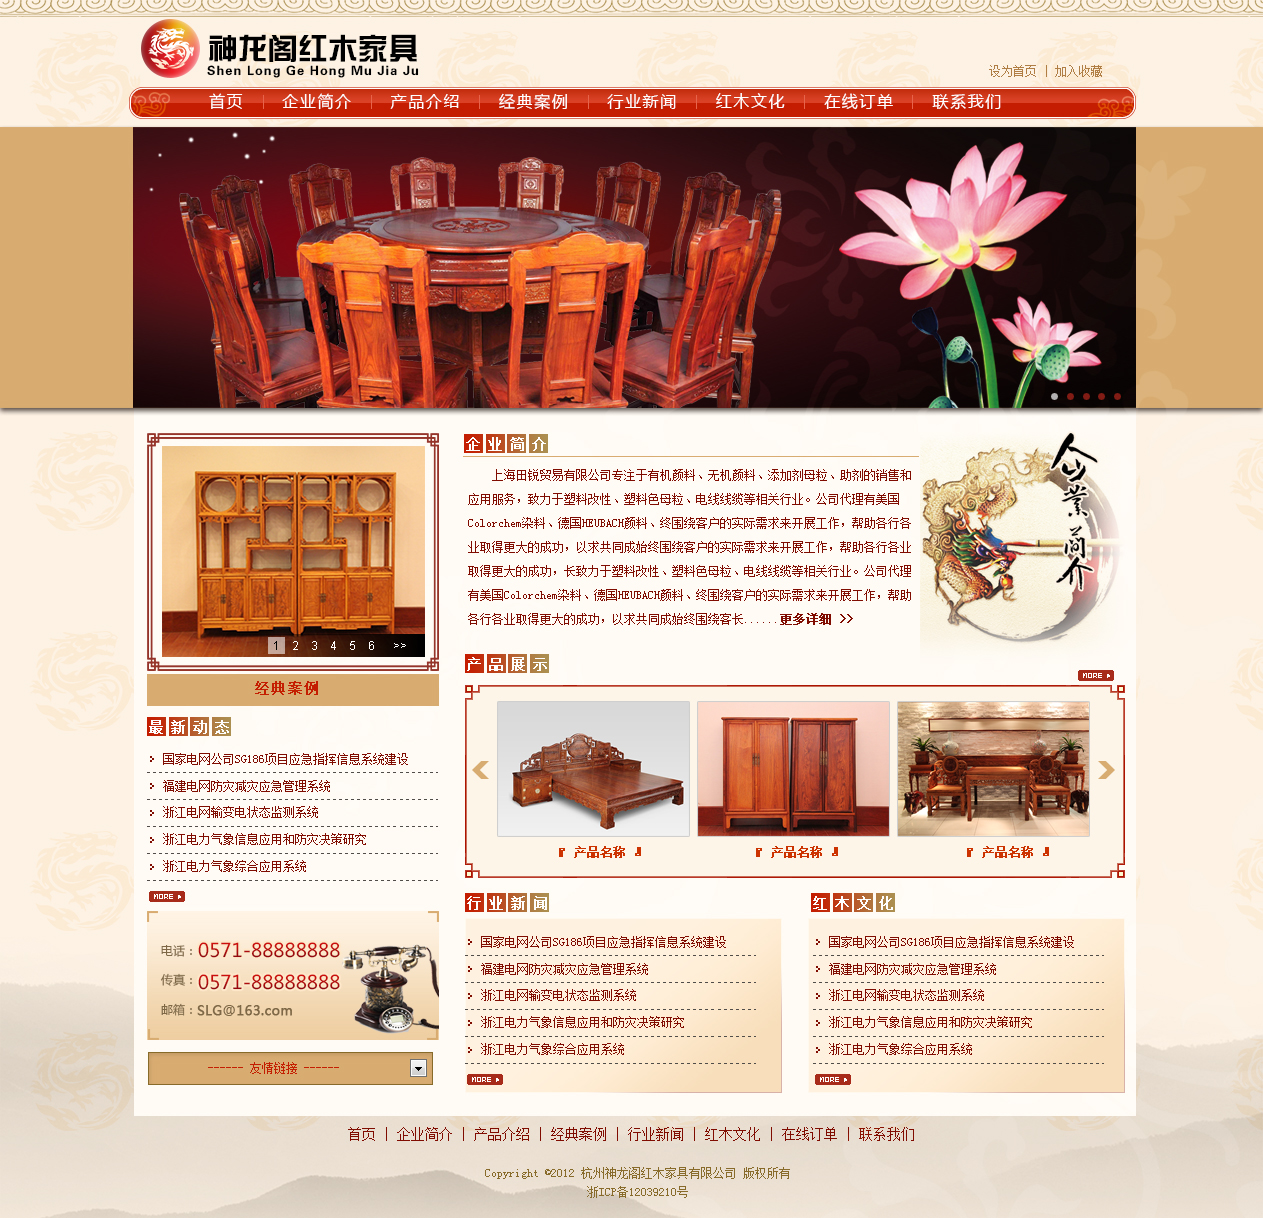 神龙阁红木家具
Shen Long Ge Hong Mu Jia Ju
设为首页 | 加入收藏
首页 | 企业简介 | 产品介绍 | 经典案例 | 行业新闻 | 红木文化 | 在线订单 | 联系我们
1 2 3 4 5 6 >>
经典案例
最新动态
国家电网公司SG186项目应急指挥信息系统建设
福建电网防灾减灾应急管理系统
浙江电网输变电状态监测系统
浙江电力气象信息应用和防灾决策研究
浙江电力气象综合应用系统
MORE
电话：0571-88888888
传真：0571-88888888
邮箱：SLG@163.com
------ 友情链接 ------
企业简介
上海田锐贸易有限公司专注于有机颜料、无机颜料、添加剂母粒、助剂的销售和
应用服务，致力于塑料改性、塑料色母粒、电线线缆等相关行业。公司代理有美国
Colorchem染料、德国HEUBACH颜料、终围绕客户的实际需求来开展工作，帮助各行各
业取得更大的成功，以求共同成始终围绕客户的实际需求来开展工作，帮助各行各业
取得更大的成功，长致力于塑料改性、塑料色母粒、电线线缆等相关行业。公司代理
有美国Colorchem染料、德国HEUBACH颜料、终围绕客户的实际需求来开展工作，帮助
各行各业取得更大的成功，以求共同成始终围绕客长......更多详细 >>
企业简介
产品展示
MORE
『 产品名称 』
『 产品名称 』
『 产品名称 』
行业新闻
国家电网公司SG186项目应急指挥信息系统建设
福建电网防灾减灾应急管理系统
浙江电网输变电状态监测系统
浙江电力气象信息应用和防灾决策研究
浙江电力气象综合应用系统
MORE
红木文化
国家电网公司SG186项目应急指挥信息系统建设
福建电网防灾减灾应急管理系统
浙江电网输变电状态监测系统
浙江电力气象信息应用和防灾决策研究
浙江电力气象综合应用系统
MORE
首页 | 企业简介 | 产品介绍 | 经典案例 | 行业新闻 | 红木文化 | 在线订单 | 联系我们
Copyright ©2012 杭州神龙阁红木家具有限公司 版权所有
浙ICP备12039210号